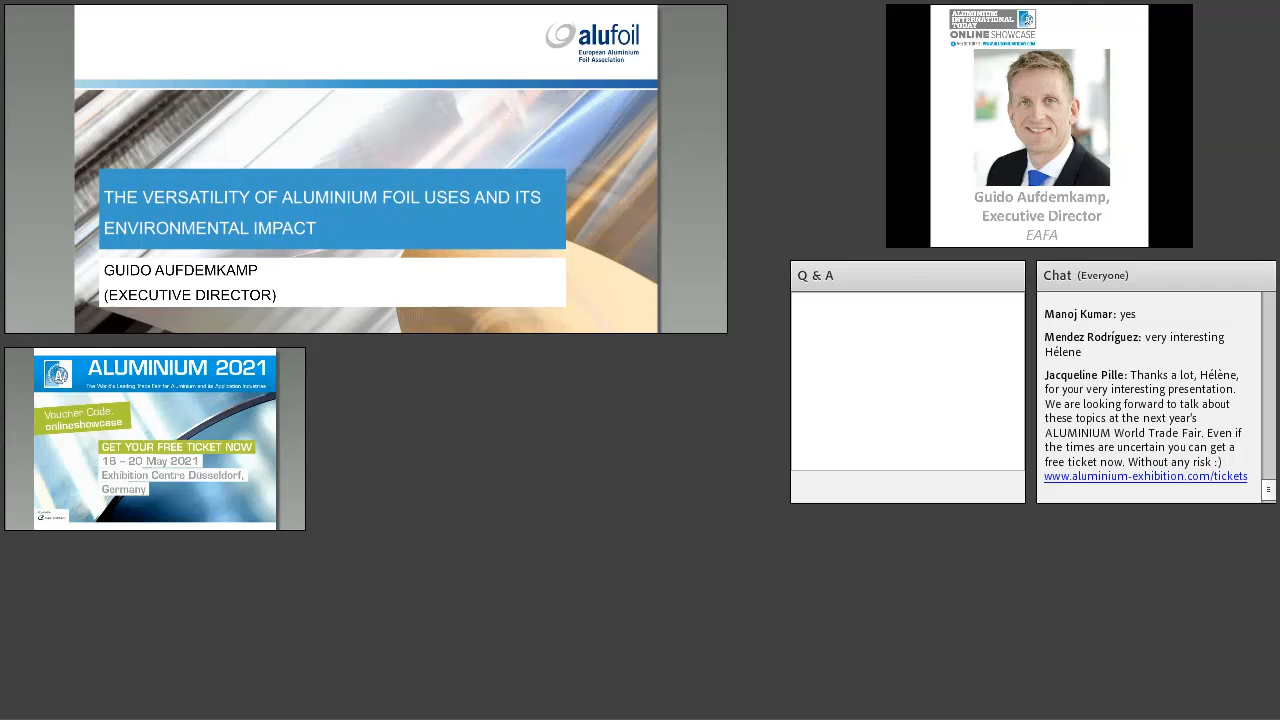 alufoil
European Aluminium
Foil Association
THE VERSATILITY OF ALUMINIUM FOIL USES AND ITS
ENVIRONMENTAL IMPACT
GUIDO AUFDEMKAMP
(EXECUTIVE DIRECTOR)
ALUMINIUM
INTERNATIONAL
TODAY
ONLINE SHOWCASE
Guido Aufdemkamp,
Executive Director
EAFA
Q & A
Chat (Everyone)
Manoj Kumar: yes
Mendez Rodríguez: very interesting
Hélene
Jacqueline Pille: Thanks a lot, Hélène,
for your very interesting presentation.
We are looking forward to talk about
these topics at the next year's
ALUMINIUM World Trade Fair. Even if
the times are uncertain you can get a
free ticket now. Without any risk :)
www.aluminium-exhibition.com/tickets
ALUMINIUM 2021
The World's Leading Trade Fair for Aluminium and its Application Industries
Voucher Code:
onlineshowcase
GET YOUR FREE TICKET NOW
18 – 20 May 2021
Exhibition Centre Düsseldorf,
Germany